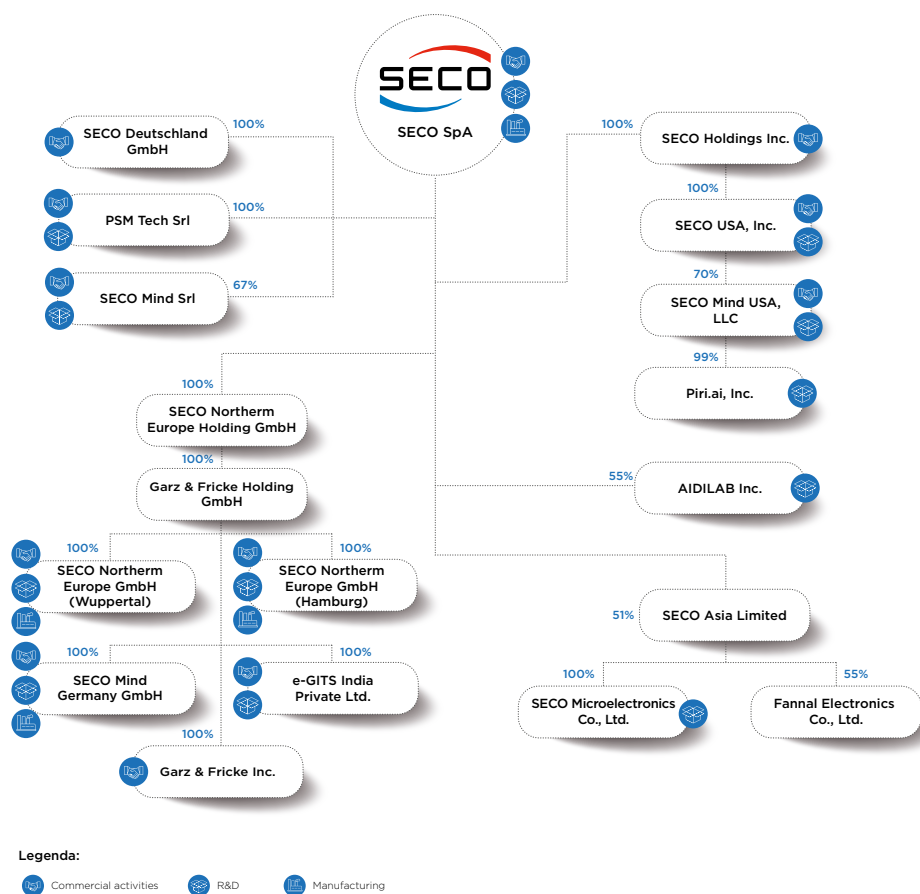 SECO
SECO SpA
100%
SECO Deutschland
GmbH
100%
PSM Tech Srl
67%
SECO Mind Srl
100%
SECO Holdings Inc.
100%
SECO USA, Inc.
70%
SECO Mind USA,
LLC
99%
Piri.ai, Inc.
100%
SECO Northerm
Europe Holding GmbH
100%
Garz & Fricke Holding
GmbH
55%
AIDILAB Inc.
100%
SECO Northerm
Europe GmbH
(Wuppertal)
100%
SECO Northerm
Europe GmbH
(Hamburg)
100%
SECO Mind
Germany GmbH
100%
e-GITS India
Private Ltd.
100%
Garz & Fricke Inc.
51%
SECO Asia Limited
100%
SECO Microelectronics
Co., Ltd.
55%
Fannal Electronics
Co., Ltd.
Legenda:
Commercial activities
R&D
Manufacturing